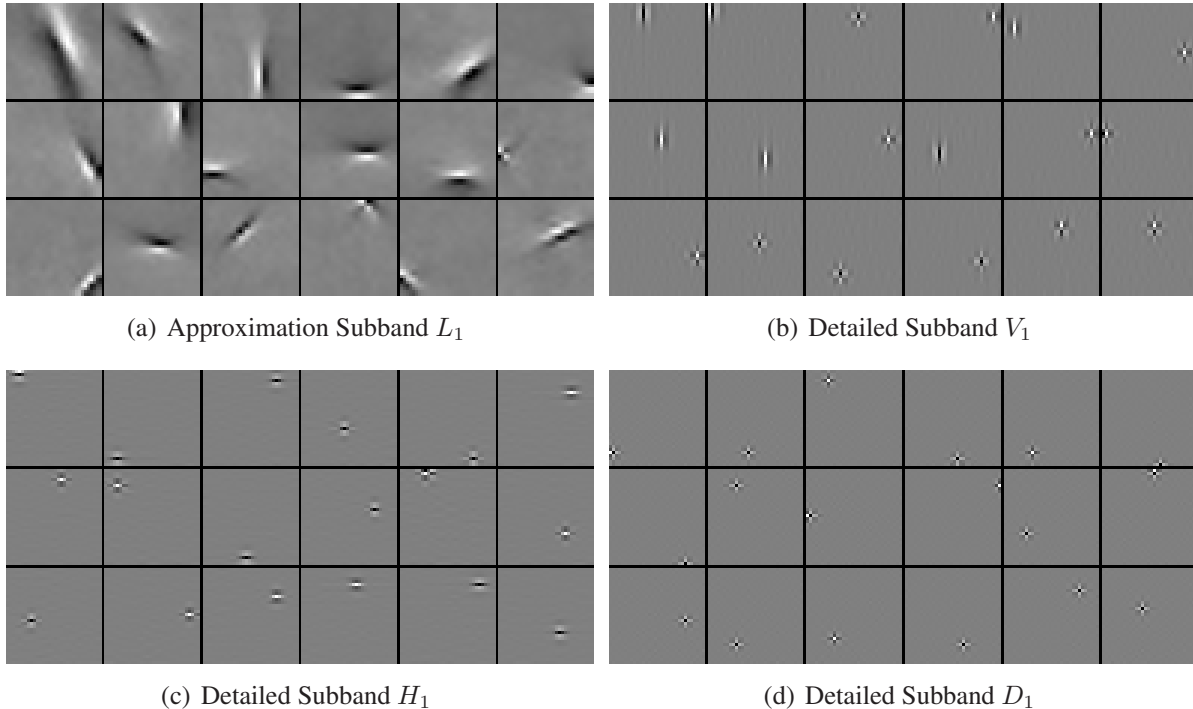 (a) Approximation Subband L₁
(b) Detailed Subband V₁
(c) Detailed Subband H₁
(d) Detailed Subband D₁